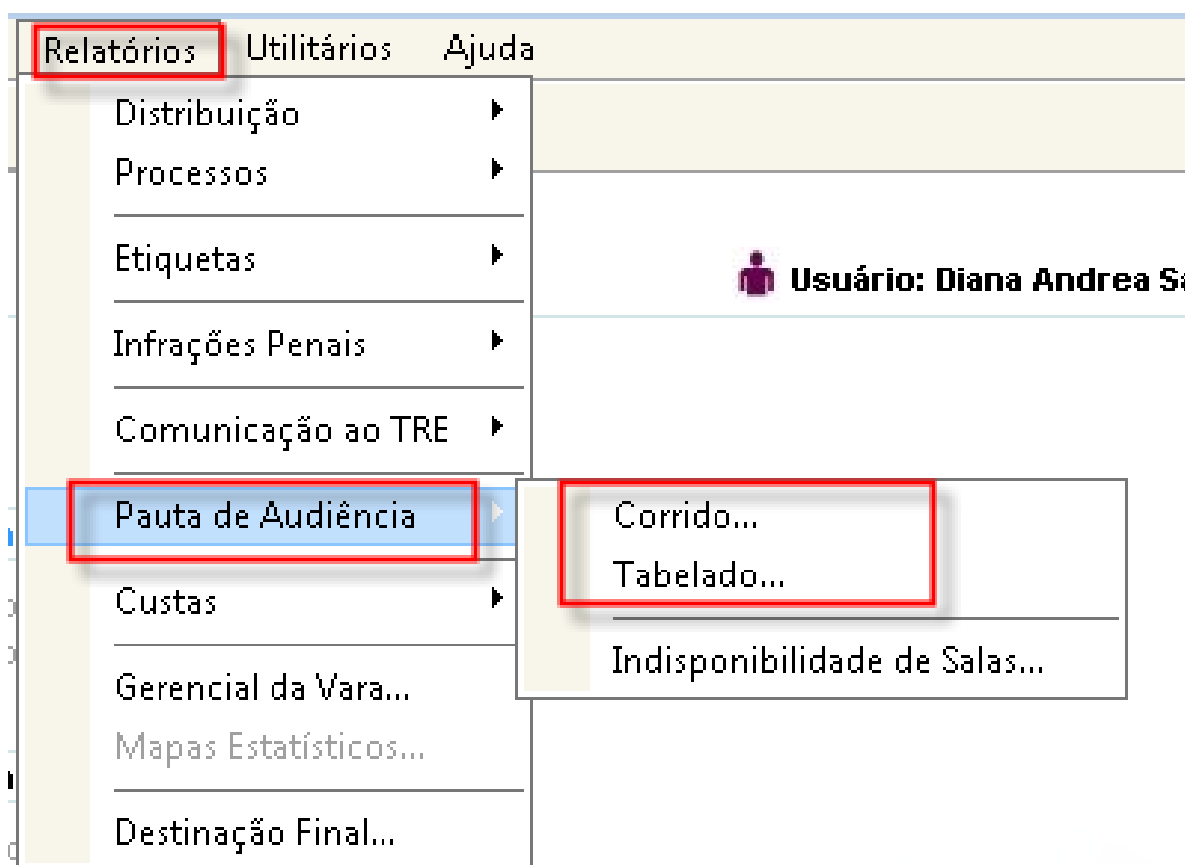 Relatórios Utilitários Ajuda
Distribuição
Processos
Etiquetas
Usuário: Diana Andrea
Infrações Penais
Comunicação ao TRE
Pauta de Audiência
Corrido...
Tabelado...
Custas
Indisponibilidade de Salas...
Gerencial da Vara...
Mapas Estatísticos...
Destinação Final...